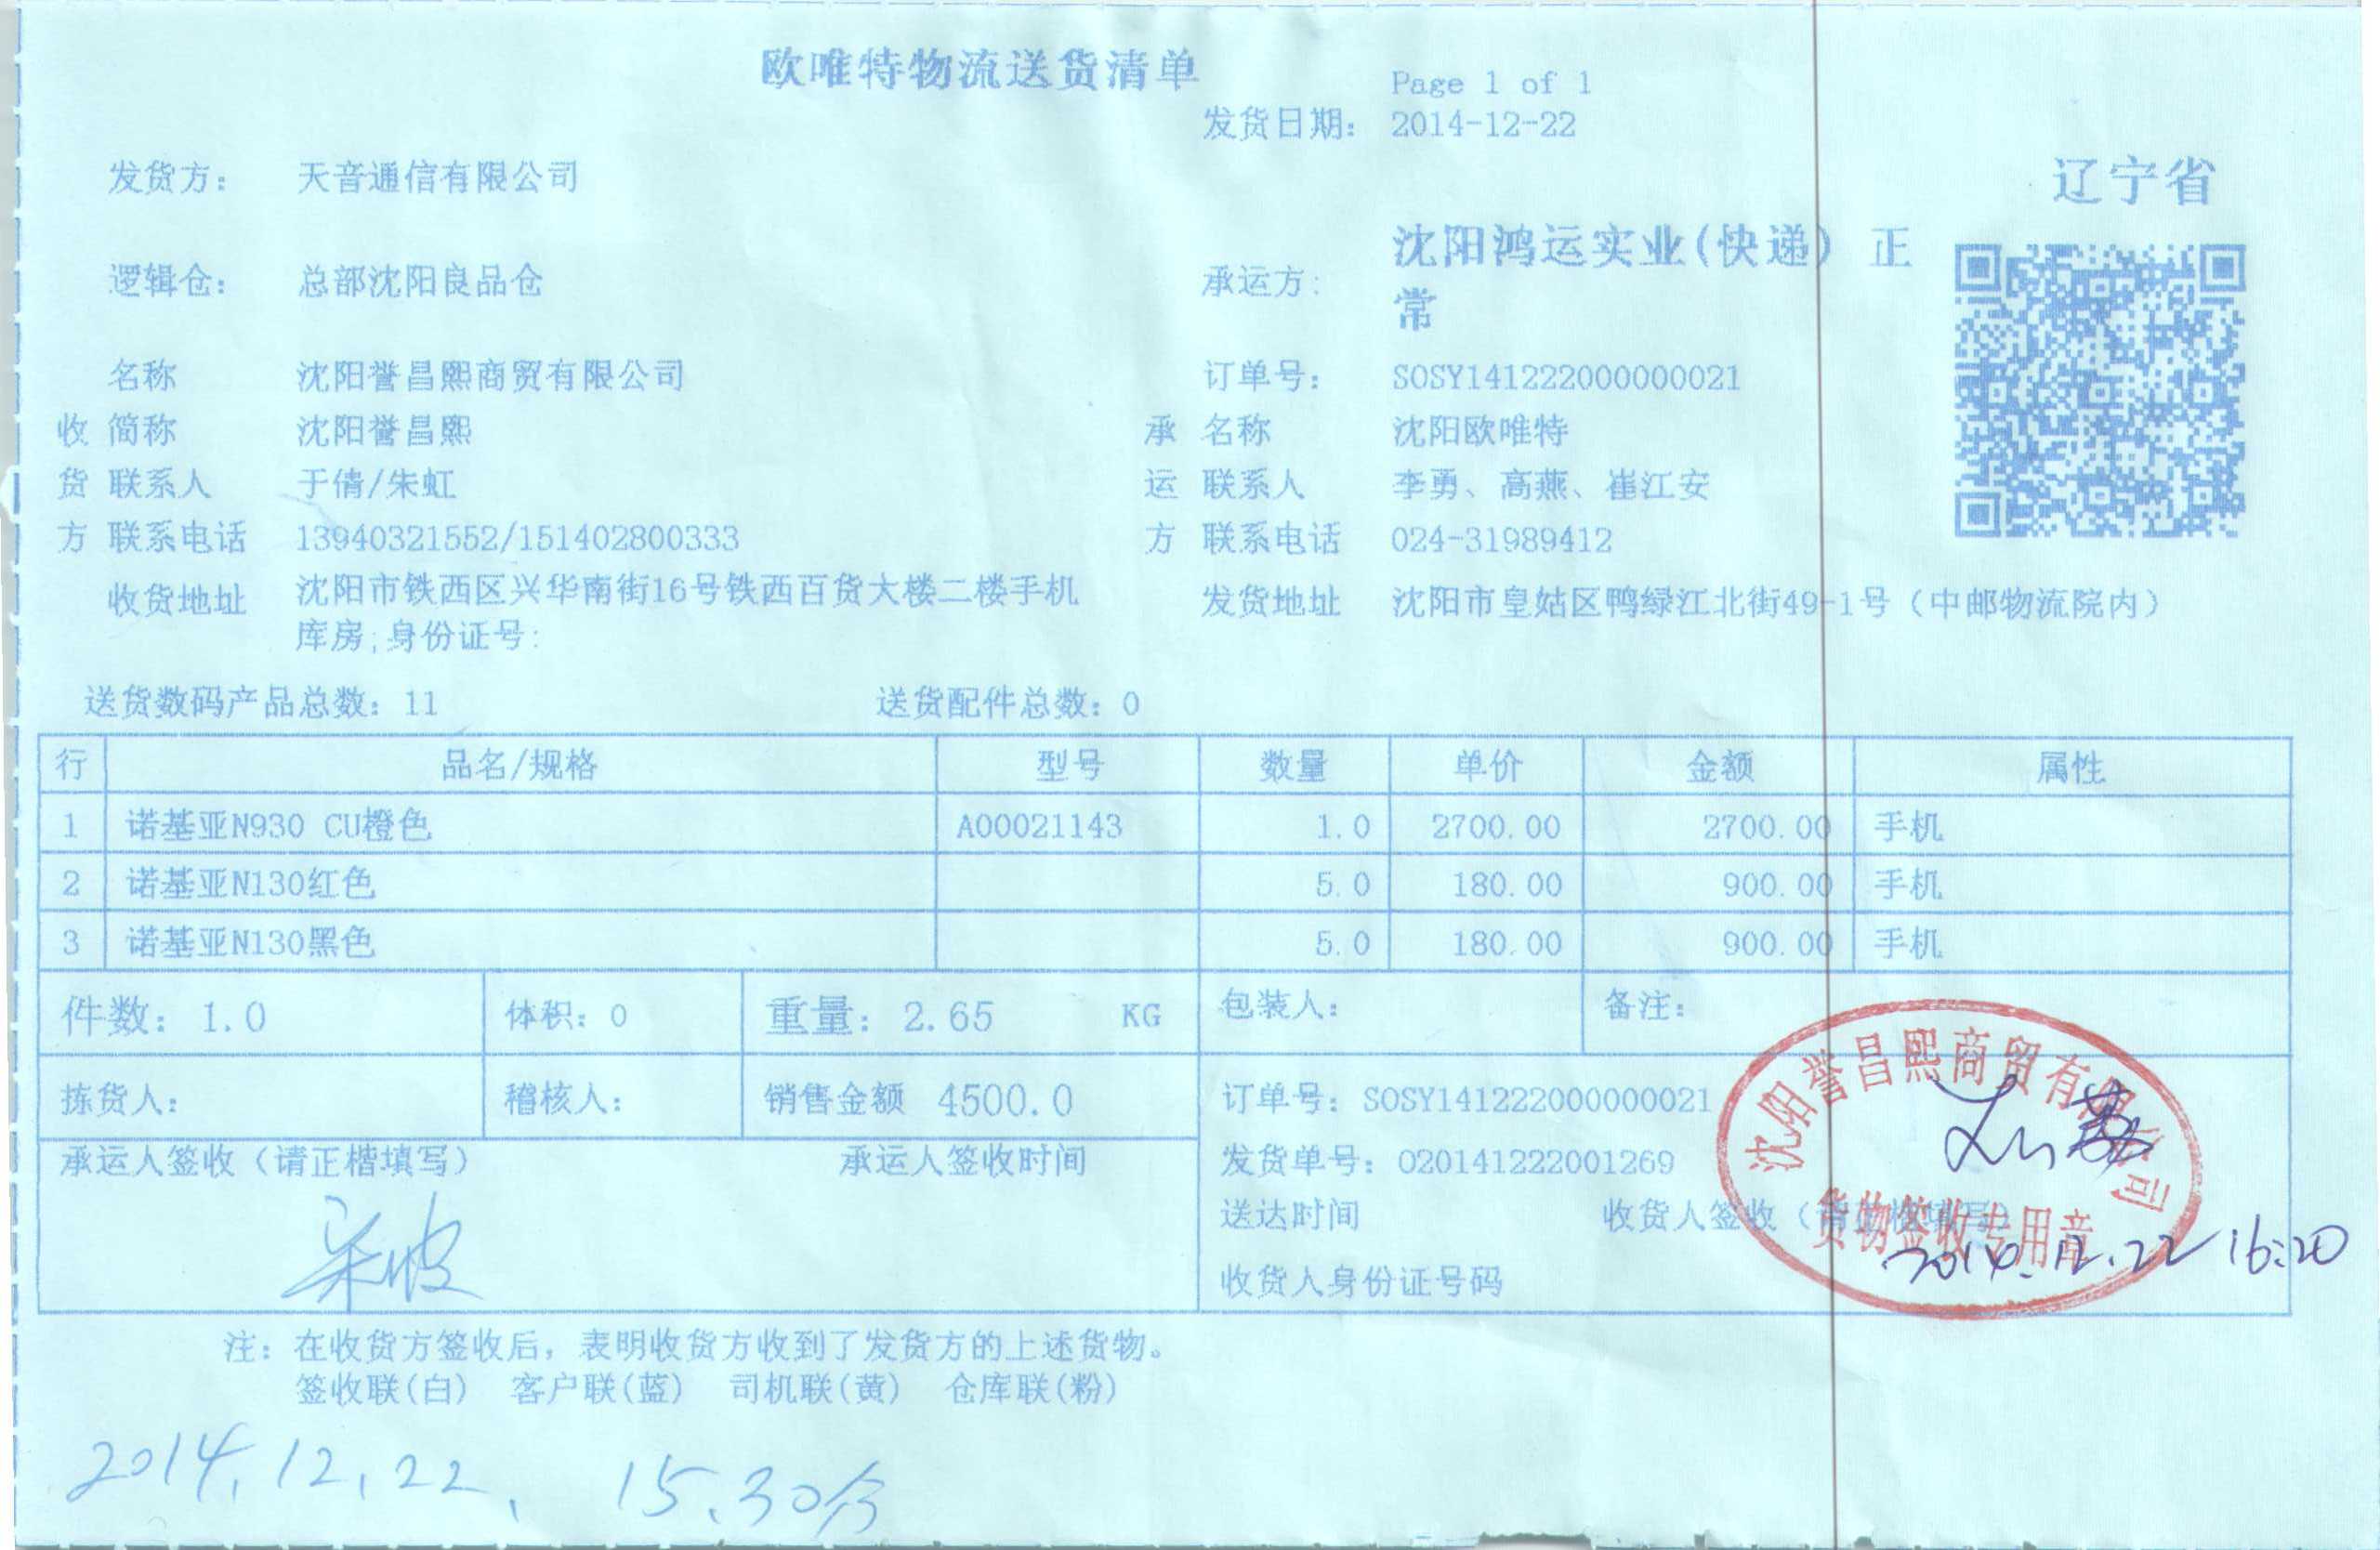 欧唯特物流送货清单
Page 1 of 1
发货日期: 2014-12-22
发货方: 天音通信有限公司
辽宁省
逻辑仓: 总部沈阳良品仓
承运方: 沈阳鸿运实业(快递) 正
常
名称 沈阳誉昌熙商贸有限公司 订单号: SOSY141222000000021
收 简称 沈阳誉昌熙 承 名称 沈阳欧唯特
货 联系人 于倩/朱虹 运 联系人 李勇、高燕、崔江安
方 联系电话 13940321552/151402800333 方 联系电话 024-31989412
收货地址 沈阳市铁西区兴华南街16号铁西百货大楼二楼手机
库房;身份证号:
发货地址 沈阳市皇姑区鸭绿江北街49-1号（中邮物流院内）
送货数码产品总数: 11 送货配件总数: 0
行 品名/规格 型号 数量 单价 金额 属性
1 诺基亚N930 CU橙色 A00021143 1.0 2700.00 2700.00 手机
2 诺基亚N130红色 5.0 180.00 900.00 手机
3 诺基亚N130黑色 5.0 180.00 900.00 手机
件数: 1.0 体积: 0 重量: 2.65 KG 包装人: 备注:
拣货人: 稽核人: 销售金额 4500.0 订单号: SOSY141222000000021
承运人签收（请正楷填写） 承运人签收时间 发货单号: 020141222001269
送达时间 收货人签收（请正楷填写）
收货人身份证号码
沈阳誉昌熙商贸有限公司
货物签收专用章
2014.12.22 16:20
注: 在收货方签收后, 表明收货方收到了发货方的上述货物。
签收联(白) 客户联(蓝) 司机联(黄) 仓库联(粉)
2014.12.22. 15.30分